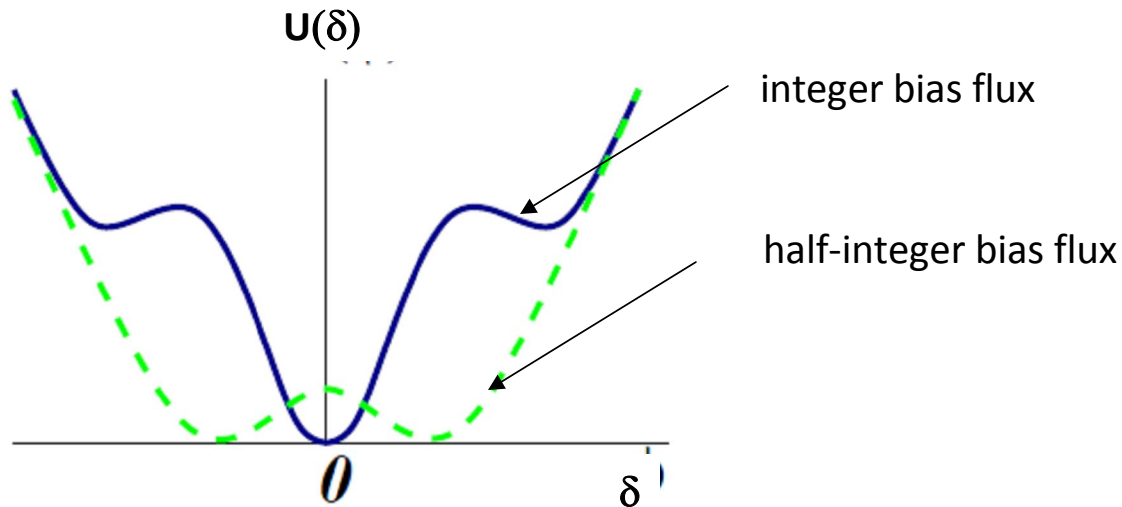 U(δ)
integer bias flux
half-integer bias flux
0
δ